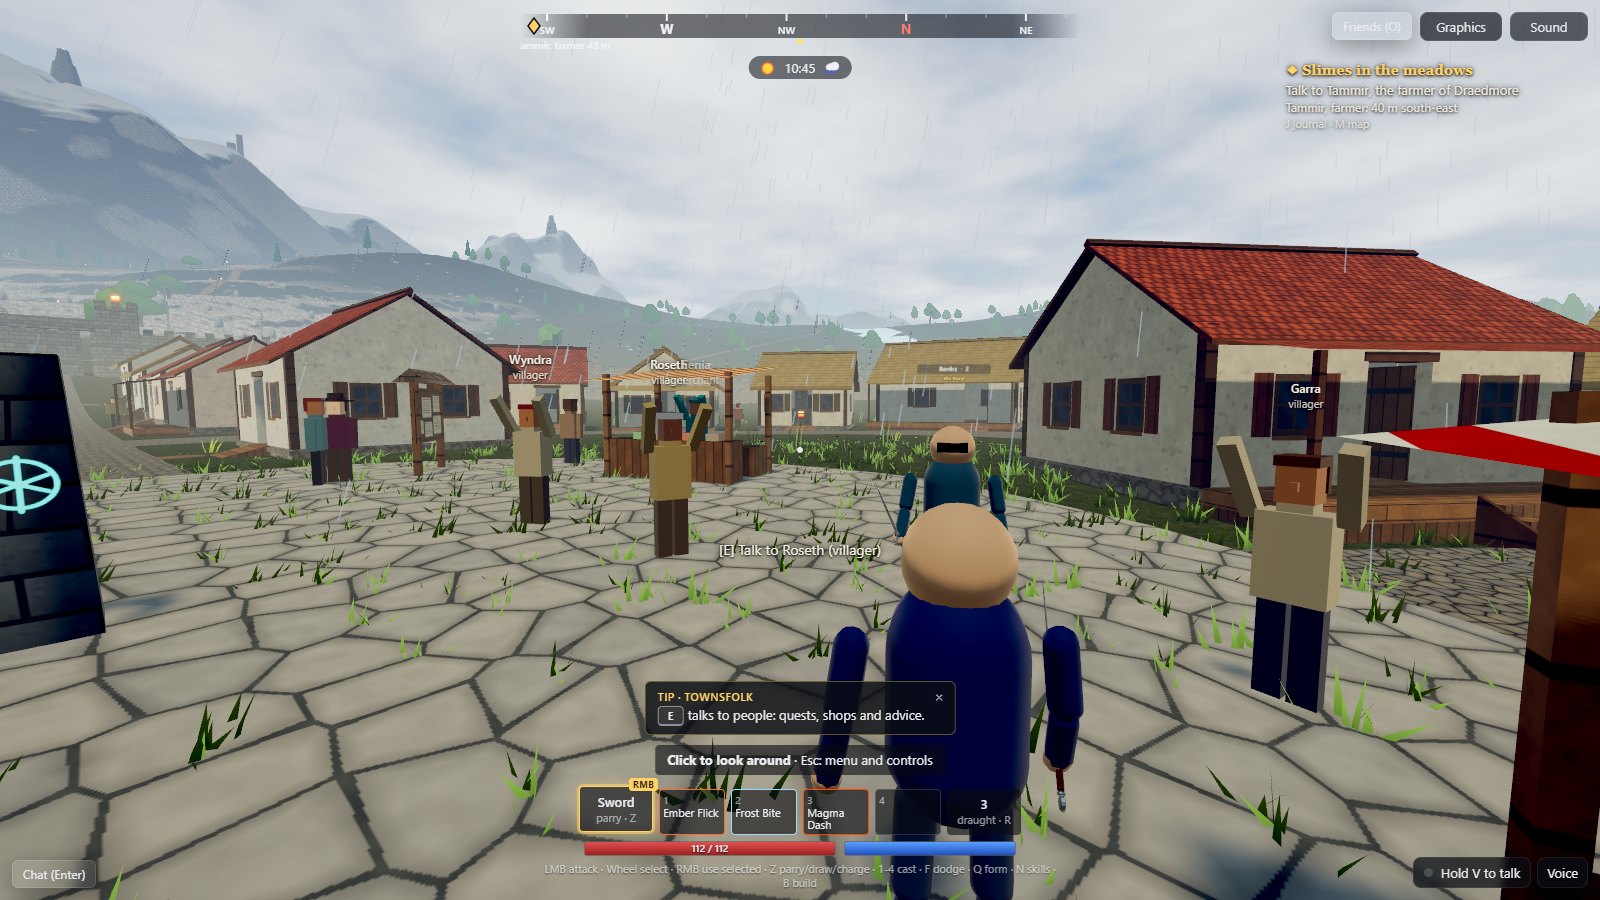 SW W NW N NE
ammir, farmer 43 m
10:45
Friends (O)
Graphics
Sound
Slimes in the meadows
Talk to Tammir, the farmer of Draedmore
Tammir, farmer: 40 m south-east
J journal · M map
Wyndra
villager
Roseth
village
Bardra · 2
Garra
villager
[E] Talk to Roseth (villager)
TIP · TOWNSFOLK
×
E talks to people: quests, shops and advice.
Click to look around · Esc: menu and controls
RMB
Sword
parry · Z
1
Ember Flick
2
Frost Bite
3
Magma
Dash
4
3
draught · R
112 / 112
LMB attack · Wheel select · RMB use selected · Z parry/draw/charge · 1-4 cast · F dodge · Q form · N skills ·
B build
Chat (Enter)
Hold V to talk
Voice